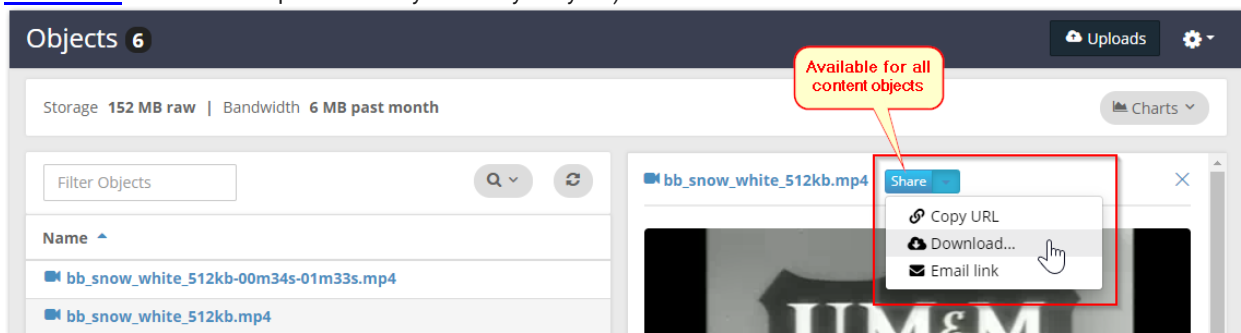 Objects 6
Uploads
Available for all
content objects
Storage 152 MB raw | Bandwidth 6 MB past month
Charts
Filter Objects
bb_snow_white_512kb.mp4
Share
Copy URL
Download...
Email link
Name
bb_snow_white_512kb-00m34s-01m33s.mp4
bb_snow_white_512kb.mp4
UM&M